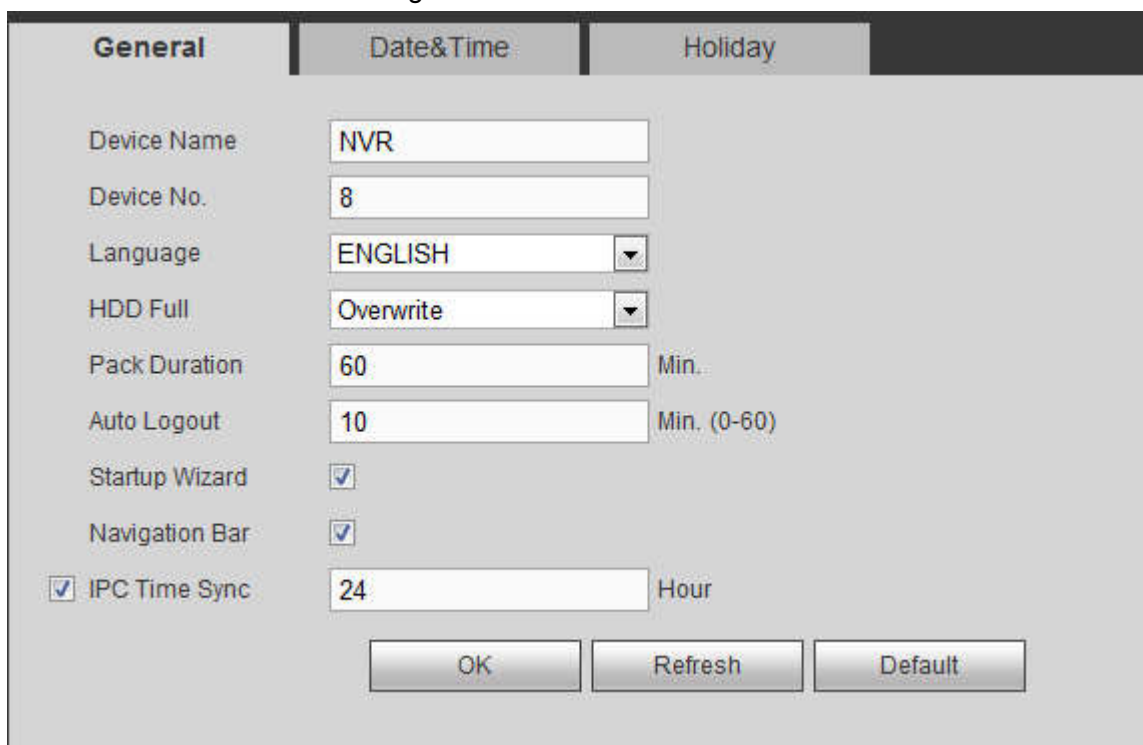 General Date&Time Holiday
Device Name NVR
Device No. 8
Language ENGLISH
HDD Full Overwrite
Pack Duration 60 Min.
Auto Logout 10 Min. (0-60)
Startup Wizard
Navigation Bar
IPC Time Sync 24 Hour
OK Refresh Default